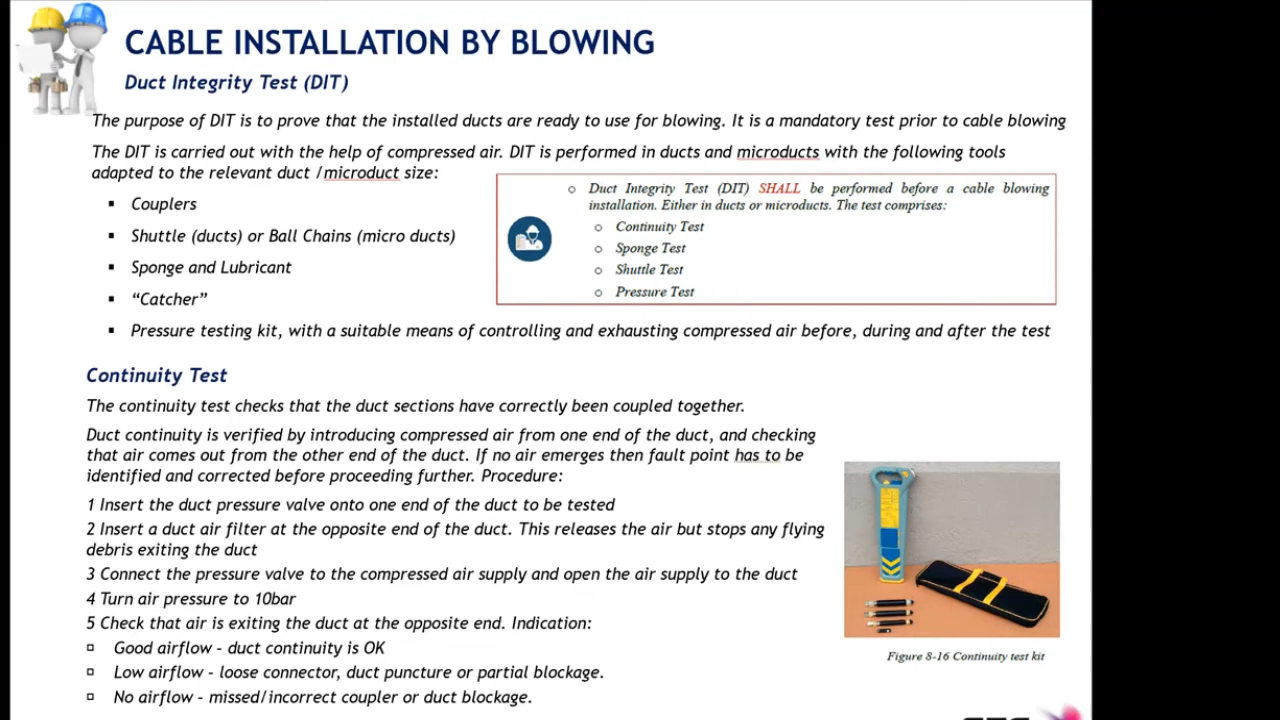 CABLE INSTALLATION BY BLOWING
Duct Integrity Test (DIT)
The purpose of DIT is to prove that the installed ducts are ready to use for blowing. It is a mandatory test prior to cable blowing
The DIT is carried out with the help of compressed air. DIT is performed in ducts and microducts with the following tools
adapted to the relevant duct /microduct size:
▪ Couplers
▪ Shuttle (ducts) or Ball Chains (micro ducts)
▪ Sponge and Lubricant
▪ “Catcher”
▪ Pressure testing kit, with a suitable means of controlling and exhausting compressed air before, during and after the test
o Duct Integrity Test (DIT) SHALL be performed before a cable blowing
installation. Either in ducts or microducts. The test comprises:
o Continuity Test
o Sponge Test
o Shuttle Test
o Pressure Test
Continuity Test
The continuity test checks that the duct sections have correctly been coupled together.
Duct continuity is verified by introducing compressed air from one end of the duct, and checking
that air comes out from the other end of the duct. If no air emerges then fault point has to be
identified and corrected before proceeding further. Procedure:
1 Insert the duct pressure valve onto one end of the duct to be tested
2 Insert a duct air filter at the opposite end of the duct. This releases the air but stops any flying
debris exiting the duct
3 Connect the pressure valve to the compressed air supply and open the air supply to the duct
4 Turn air pressure to 10bar
5 Check that air is exiting the duct at the opposite end. Indication:
▫ Good airflow – duct continuity is OK
▫ Low airflow – loose connector, duct puncture or partial blockage.
▫ No airflow – missed/incorrect coupler or duct blockage.
Figure 8-16 Continuity test kit